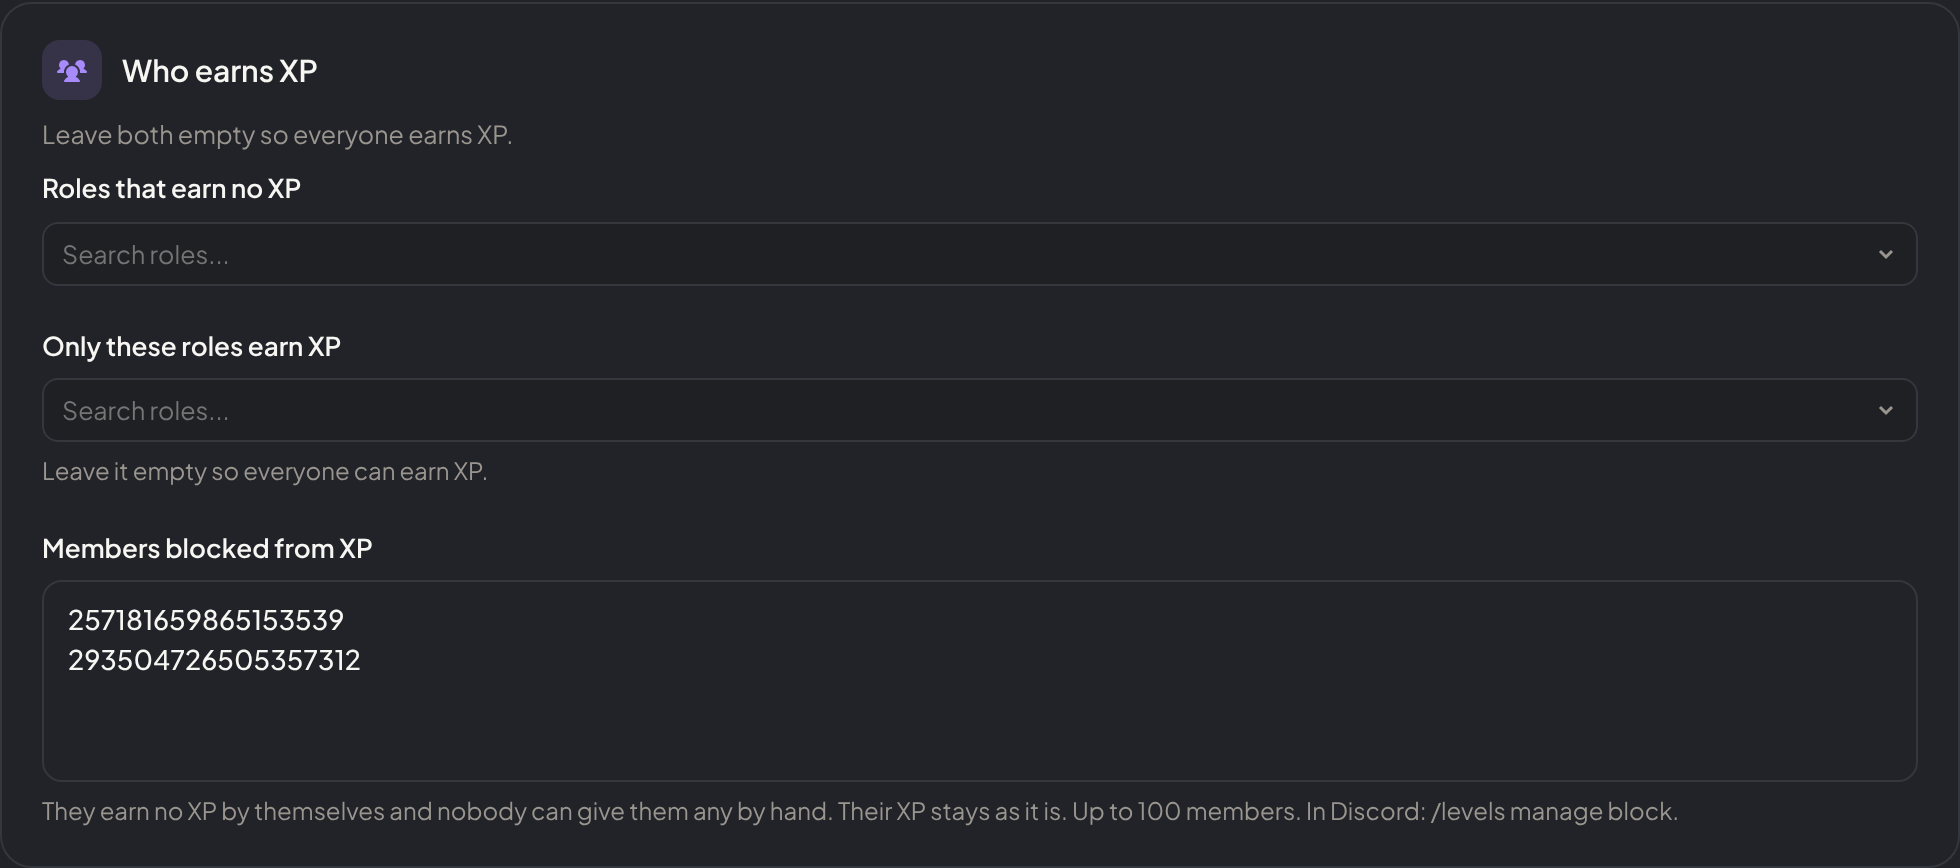 Who earns XP
Leave both empty so everyone earns XP.
Roles that earn no XP
Search roles...
Only these roles earn XP
Search roles...
Leave it empty so everyone can earn XP.
Members blocked from XP
257181659865153539
293504726505357312
They earn no XP by themselves and nobody can give them any by hand. Their XP stays as it is. Up to 100 members. In Discord: /levels manage block.